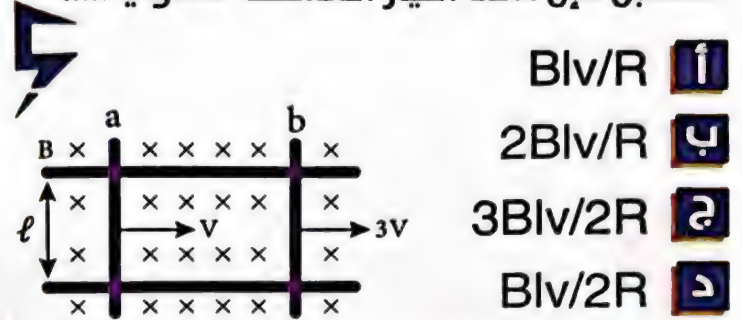 Blv/R أ
2Blv/R ب
3Blv/2R ج
Blv/2R د
a b
B
ℓ
V 3V